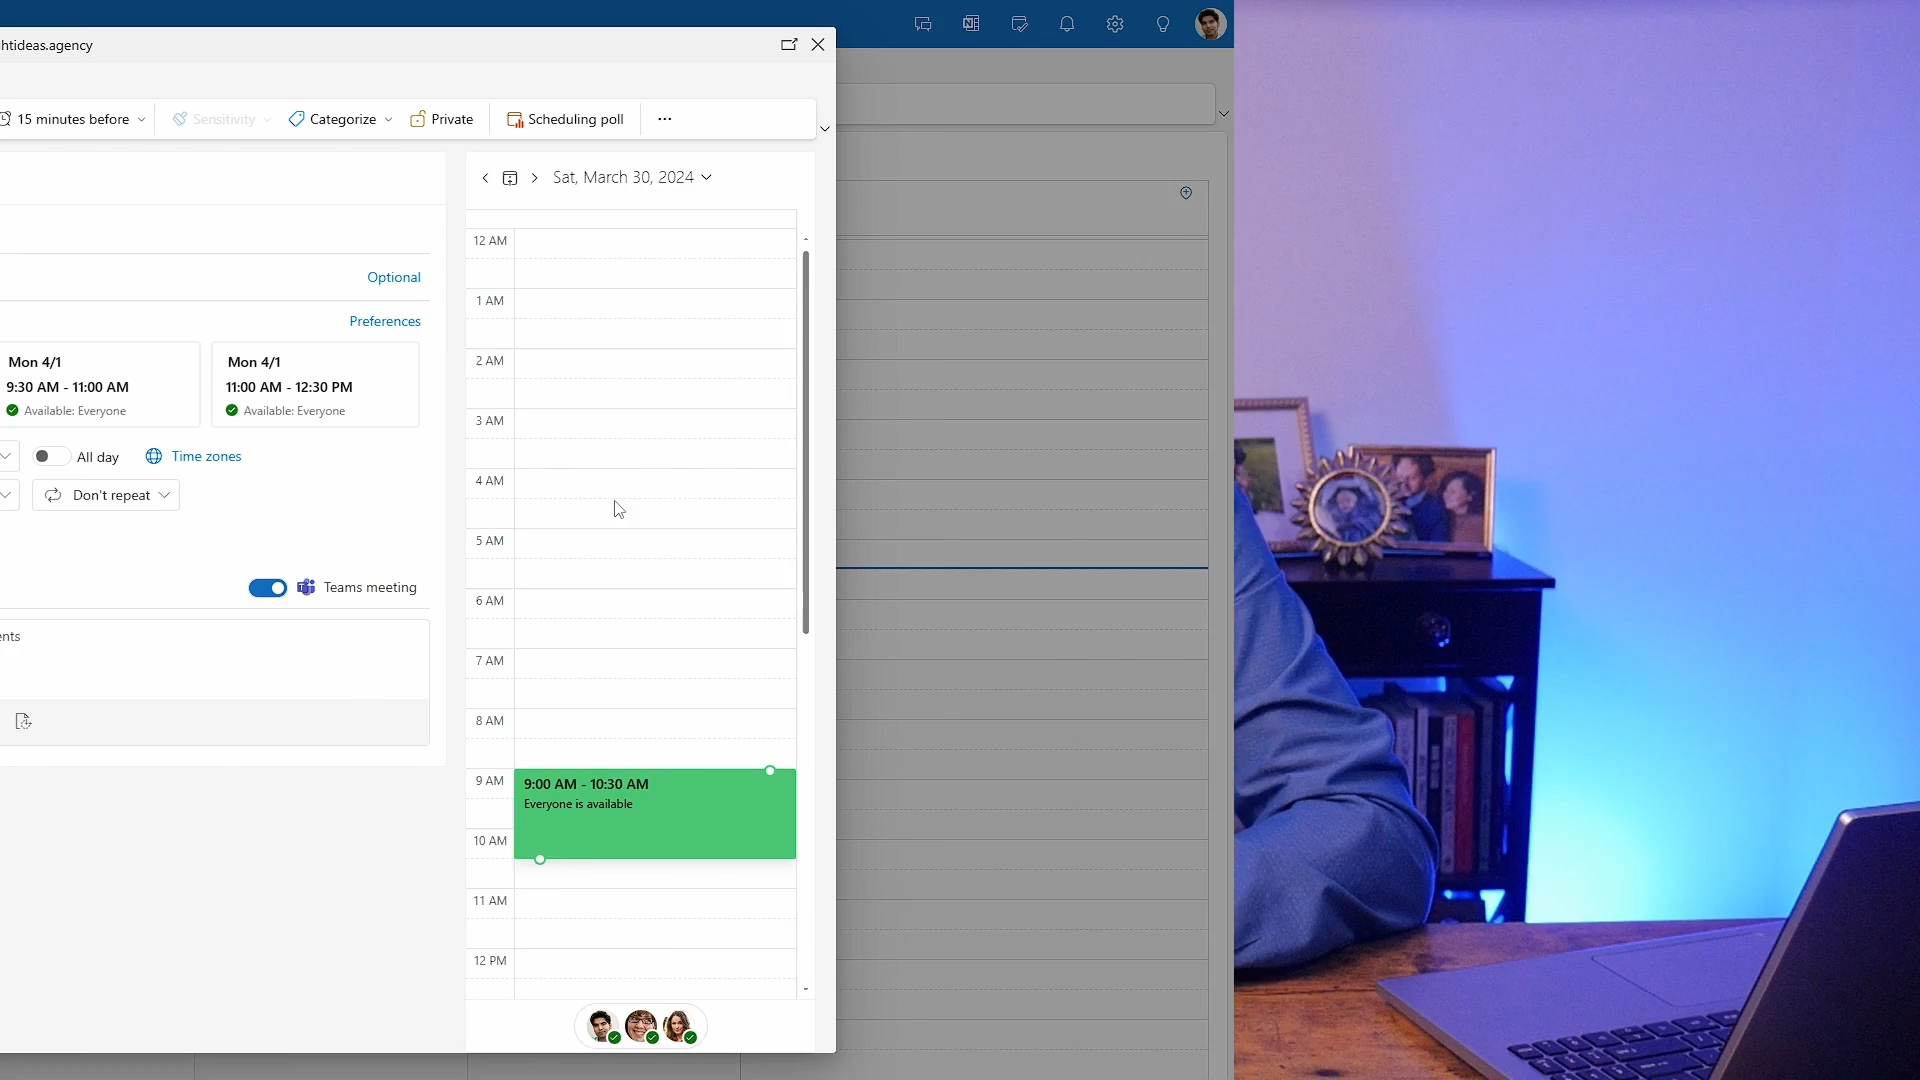 htideas.agency
15 minutes before
Sensitivity
Categorize
Private
Scheduling poll
Sat, March 30, 2024
12 AM
Optional
1 AM
Preferences
2 AM
Mon 4/1
9:30 AM - 11:00 AM
Available: Everyone
Mon 4/1
11:00 AM - 12:30 PM
Available: Everyone
3 AM
All day
Time zones
4 AM
Don't repeat
5 AM
Teams meeting
6 AM
ents
7 AM
8 AM
9 AM
9:00 AM - 10:30 AM
Everyone is available
10 AM
11 AM
12 PM